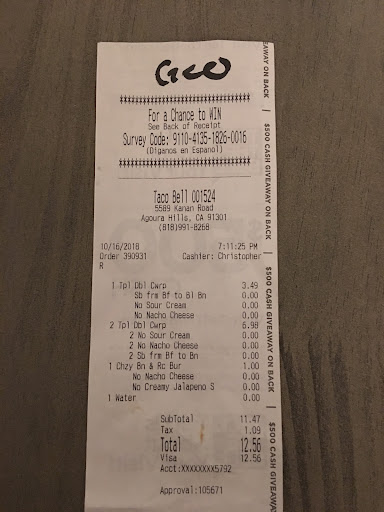 For a Chance to WIN
See Back of Receipt
Survey Code: 9110-4135-1826-0016
(Díganos en Espanol)
Taco Bell 001524
5589 Kanan Road
Agoura Hills, CA 91301
(818)991-8268
10/16/2018 7:11:25 PM
Order 390931 Cashier: Christopher
R
1 Tpl Dbl Cwrp 3.49
Sb frm Bf to Bl Bn 0.00
No Sour Cream 0.00
No Nacho Cheese 0.00
2 Tpl Dbl Cwrp 6.98
2 No Sour Cream 0.00
2 No Nacho Cheese 0.00
2 Sb frm Bf to Bn 0.00
1 Chzy Bn & Rc Bur 1.00
No Nacho Cheese 0.00
No Creamy Jalapeno S 0.00
1 Water 0.00
SubTotal 11.47
Tax 1.09
Total 12.56
Visa 12.56
Acct:XXXXXXXX5792
Approval:105671
EAWAY ON BACK
$500 CASH GIVEAWAY ON BACK
$500 CASH GIVEAWAY ON BACK
$500 CASH GIVEAWA